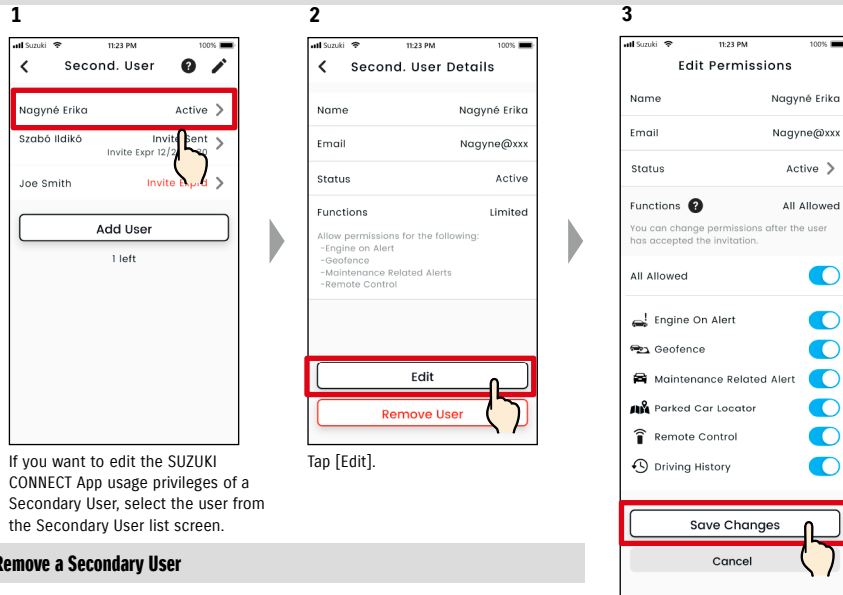 1
Suzuki 11:23 PM 100%
Second. User ?
Nagyné Erika Active
Szabó Ildikó Invite Sent
Invite Expr 12/2
Joe Smith Invite
Add User
1 left
If you want to edit the SUZUKI
CONNECT App usage privileges of a
Secondary User, select the user from
the Secondary User list screen.
2
Suzuki 11:23 PM 100%
Second. User Details
Name Nagyné Erika
Email Nagyne@xxx
Status Active
Functions Limited
Allow permissions for the following:
-Engine on Alert
-Geofence
-Maintenance Related Alerts
-Remote Control
Edit
Remove User
Tap [Edit].
3
Suzuki 11:23 PM 100%
Edit Permissions
Name Nagyné Erika
Email Nagyne@xxx
Status Active
Functions ? All Allowed
You can change permissions after the user
has accepted the invitation.
All Allowed
Engine On Alert
Geofence
Maintenance Related Alert
Parked Car Locator
Remote Control
Driving History
Save Changes
Cancel
Remove a Secondary User